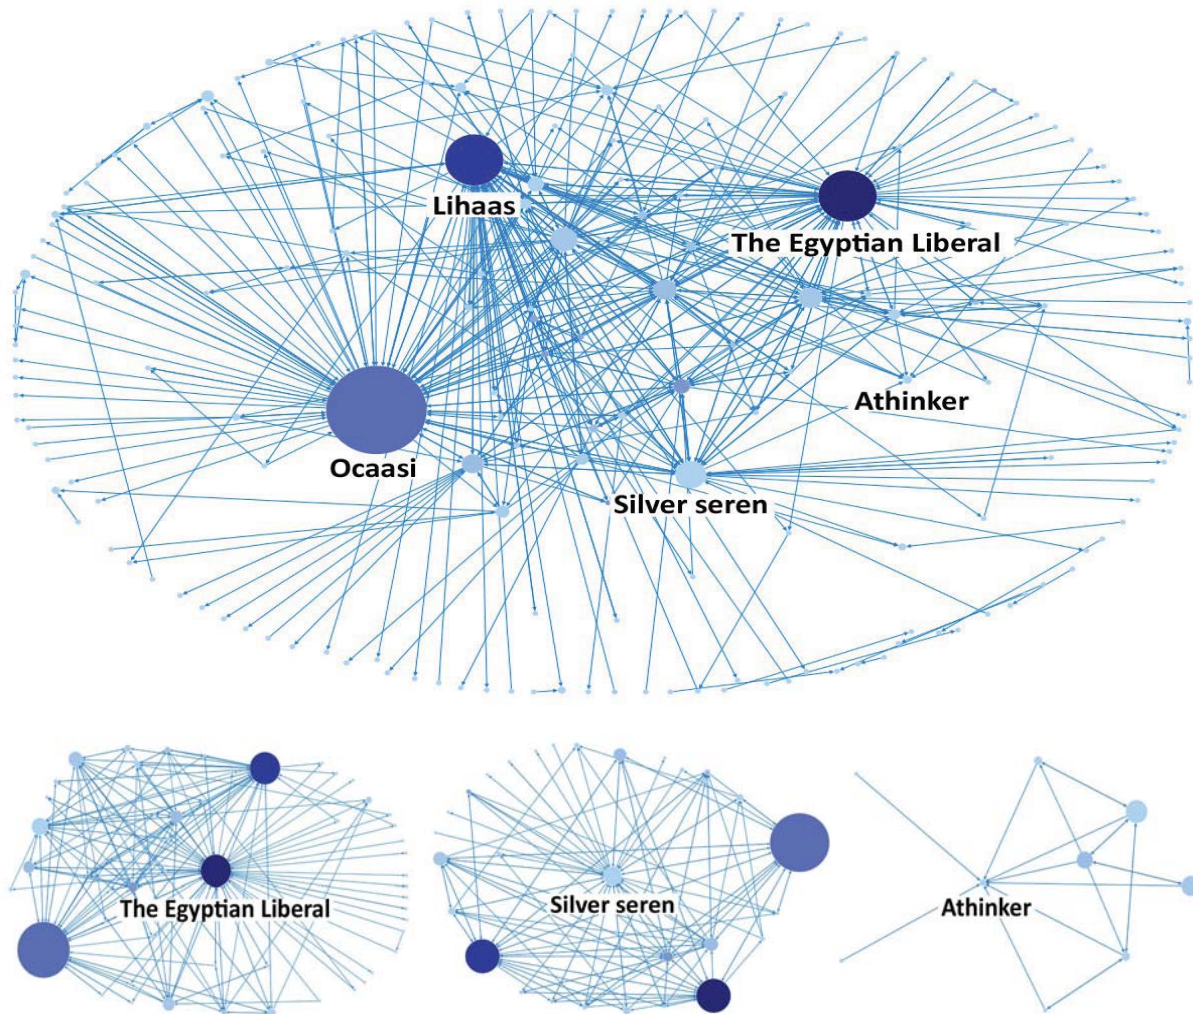 Lihaas
The Egyptian Liberal
Athinker
Ocaasi
Silver seren
The Egyptian Liberal
Silver seren
Athinker